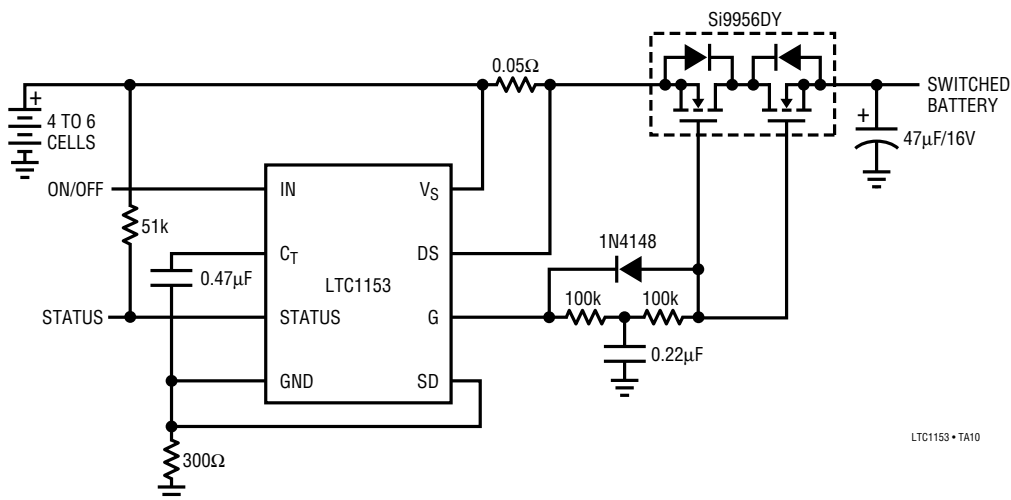 Si9956DY
0.05Ω
SWITCHED
BATTERY
+
4 TO 6
CELLS
+
47µF/16V
ON/OFF
IN
VS
51k
1N4148
CT
DS
0.47µF
LTC1153
100k
100k
STATUS
STATUS
G
0.22µF
GND
SD
LTC1153 • TA10
300Ω